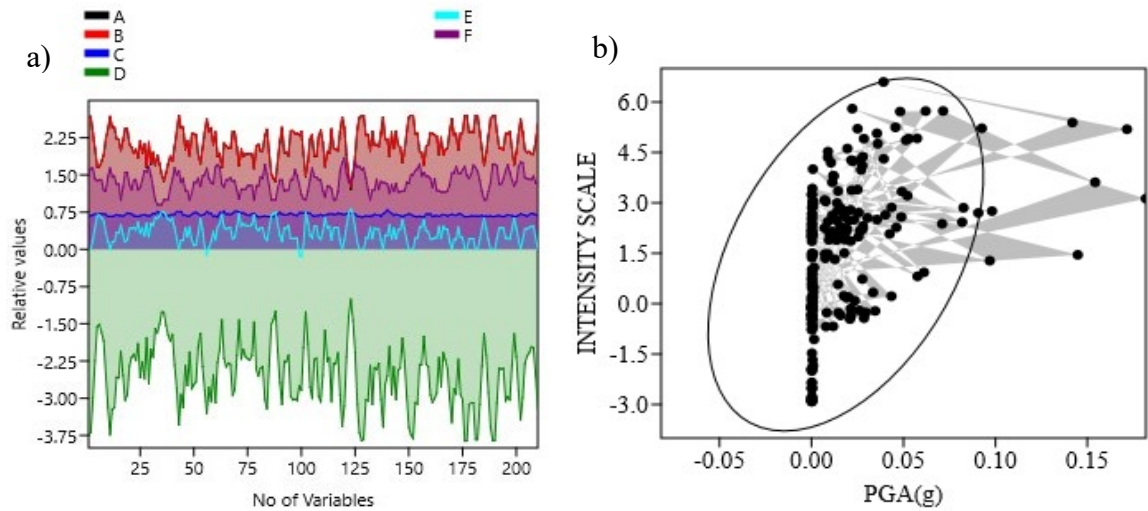 a)
A
B
C
D
E
F
Relative values
2.25
1.50
0.75
0.00
-0.75
-1.50
-2.25
-3.00
-3.75
25
50
75
100
125
150
175
200
No of Variables
b)
INTENSITY SCALE
6.0
4.5
3.0
1.5
0.0
-1.5
-3.0
-0.05
0.00
0.05
0.10
0.15
PGA(g)